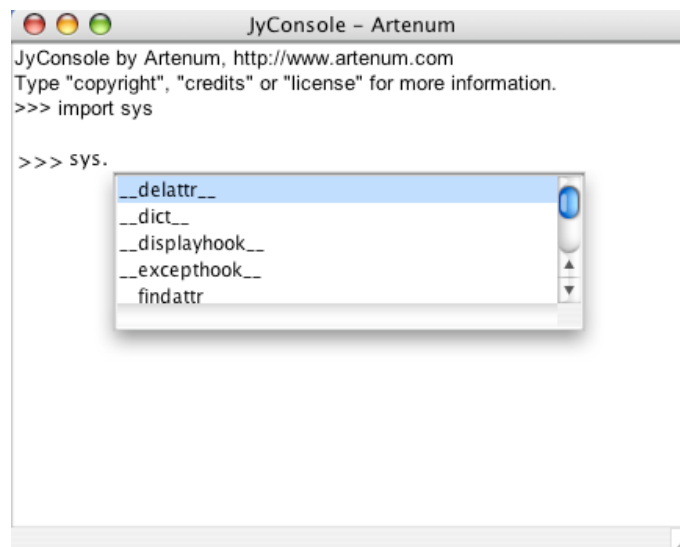 JyConsole – Artenum
JyConsole by Artenum, http://www.artenum.com
Type "copyright", "credits" or "license" for more information.
>>> import sys
>>> sys.
__delattr__
__dict__
__displayhook__
__excepthook__
findattr